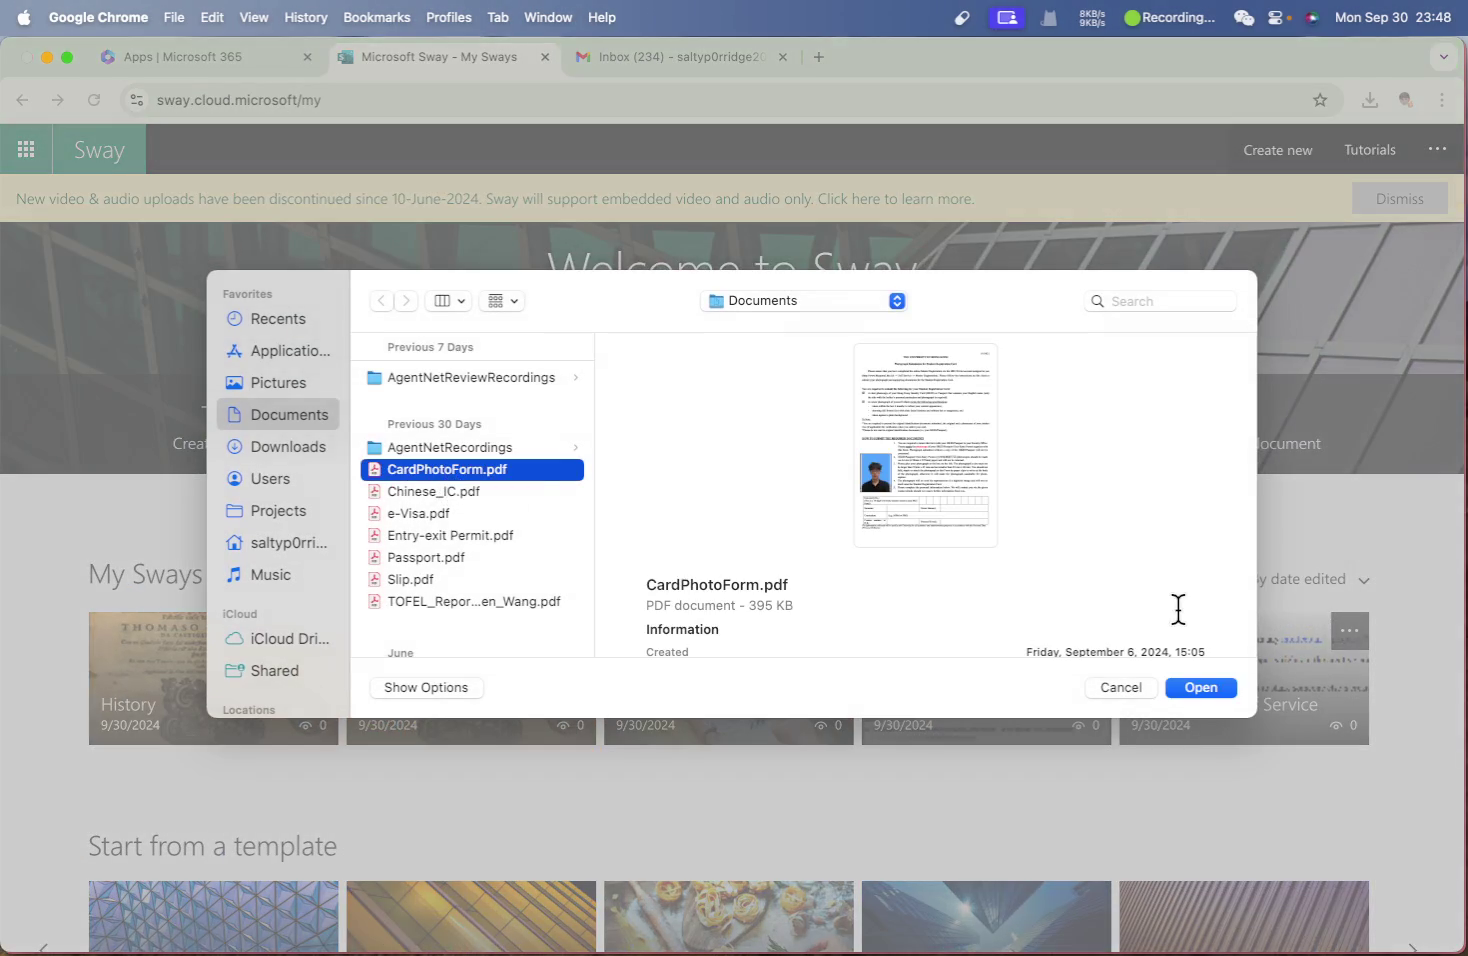 Google Chrome File Edit View History Bookmarks Profiles Tab Window Help
8KB/s
9KB/s
Recording... Mon Sep 30 23:48
Apps | Microsoft 365
Microsoft Sway - My Sways
Inbox (234) - saltyp0rridge20
sway.cloud.microsoft/my
Sway
Create new
Tutorials
New video & audio uploads have been discontinued since 10-June-2024. Sway will support embedded video and audio only. Click here to learn more.
Dismiss
Welcome to Sway
Favorites
Recents
Applicatio...
Pictures
Documents
Downloads
Users
Projects
saltyp0rri...
Music
iCloud
iCloud Dri...
Shared
Locations
Documents
Search
Previous 7 Days
AgentNetReviewRecordings
Previous 30 Days
AgentNetRecordings
CardPhotoForm.pdf
Chinese_IC.pdf
e-Visa.pdf
Entry-exit Permit.pdf
Passport.pdf
Slip.pdf
TOFEL_Repor...en_Wang.pdf
June
CardPhotoForm.pdf
PDF document - 395 KB
Information
Created
Friday, September 6, 2024, 15:05
Show Options
Cancel
Open
Creat
ocument
My Sways
by date edited
History
9/30/2024
0
9/30/2024
0
9/30/2024
0
9/30/2024
0
Service
9/30/2024
0
Start from a template